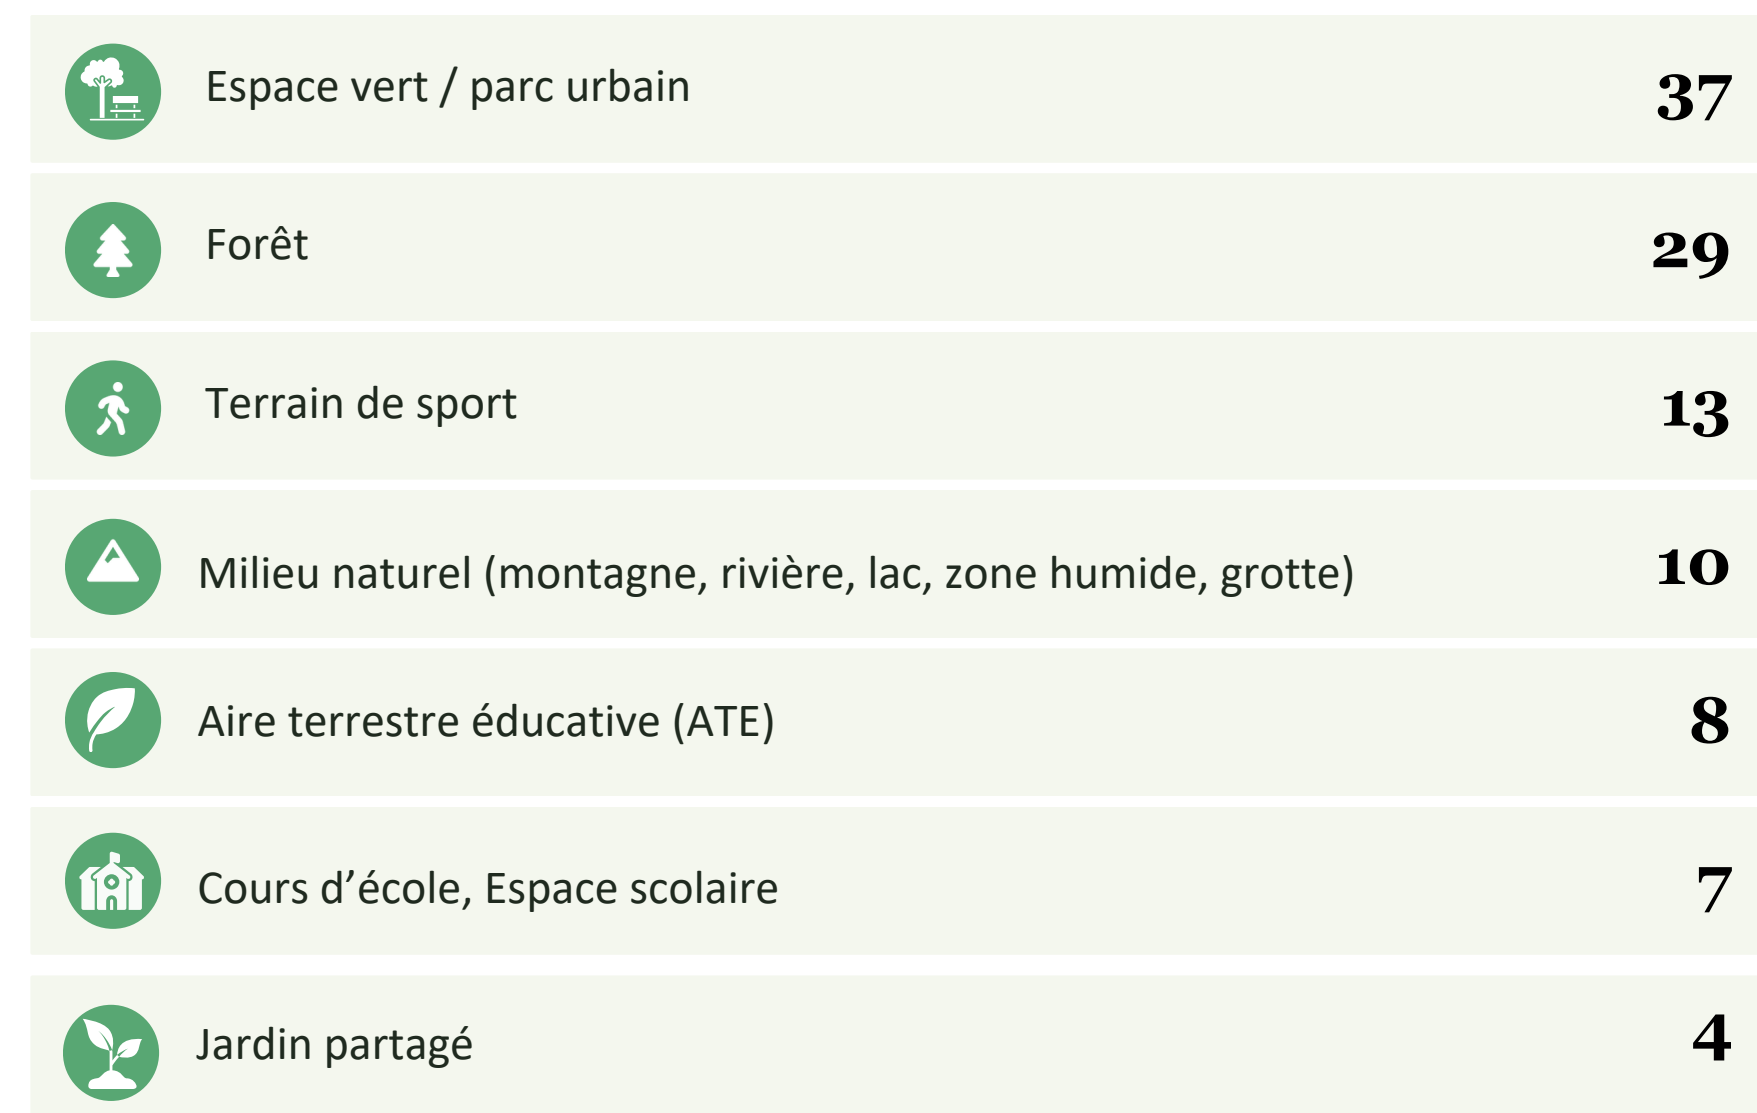 Espace vert / parc urbain 37
Forêt 29
Terrain de sport 13
Milieu naturel (montagne, rivière, lac, zone humide, grotte) 10
Aire terrestre éducative (ATE) 8
Cours d’école, Espace scolaire 7
Jardin partagé 4